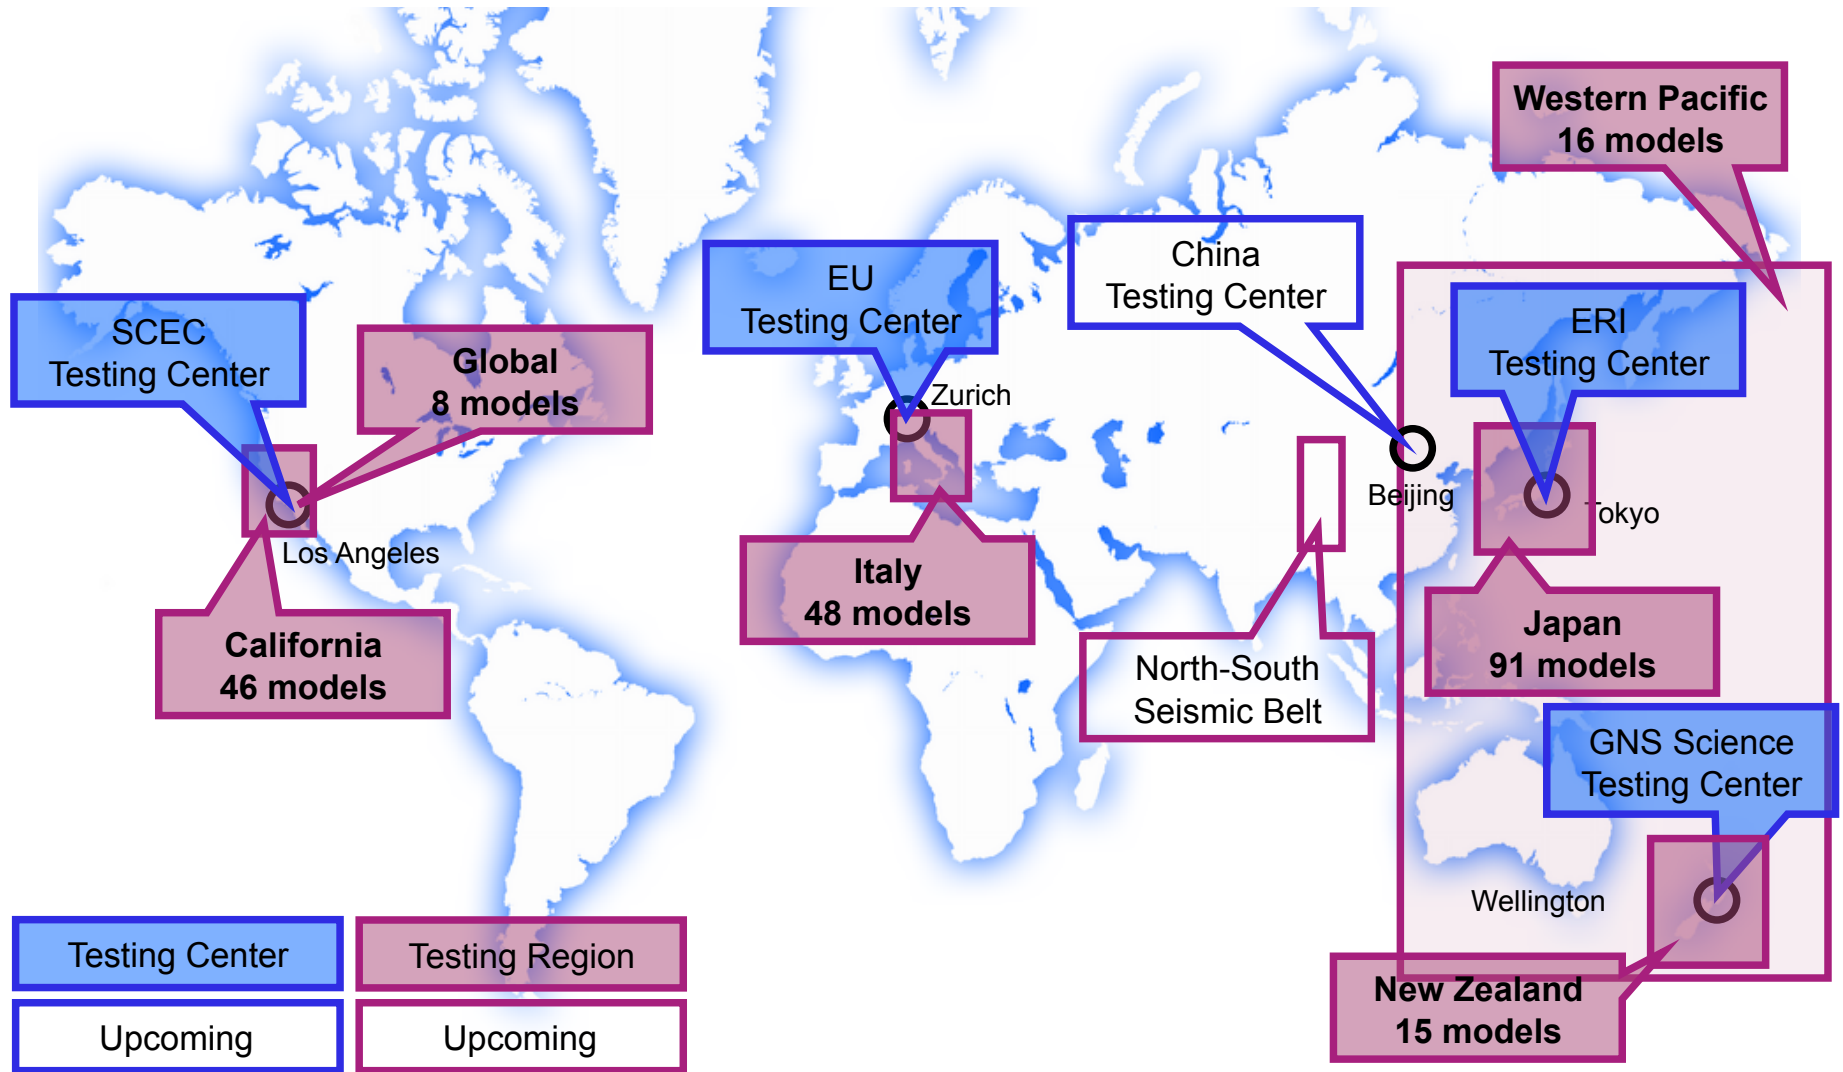 Western Pacific
16 models
China
Testing Center
EU
Testing Center
ERI
Testing Center
SCEC
Testing Center
Global
8 models
Zurich
Beijing
Tokyo
Los Angeles
Italy
48 models
California
46 models
Japan
91 models
North-South
Seismic Belt
GNS Science
Testing Center
Wellington
New Zealand
15 models
Testing Center
Testing Region
Upcoming
Upcoming